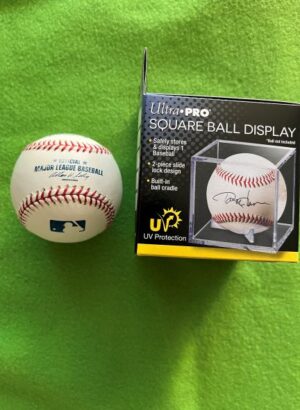 OFFICIAL
MAJOR LEAGUE BASEBALL
Ultra·PRO
SQUARE BALL DISPLAY
*Ball not included
• Safely stores
& displays 1
Baseball
• 2-piece slide
lock design
• Built-in
ball cradle
UV
UV Protection